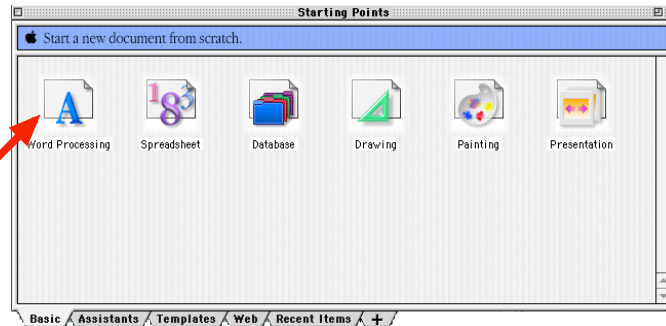 Starting Points
Start a new document from scratch.
A
183
Word Processing Spreadsheet Database Drawing Painting Presentation
Basic Assistants Templates Web Recent Items +